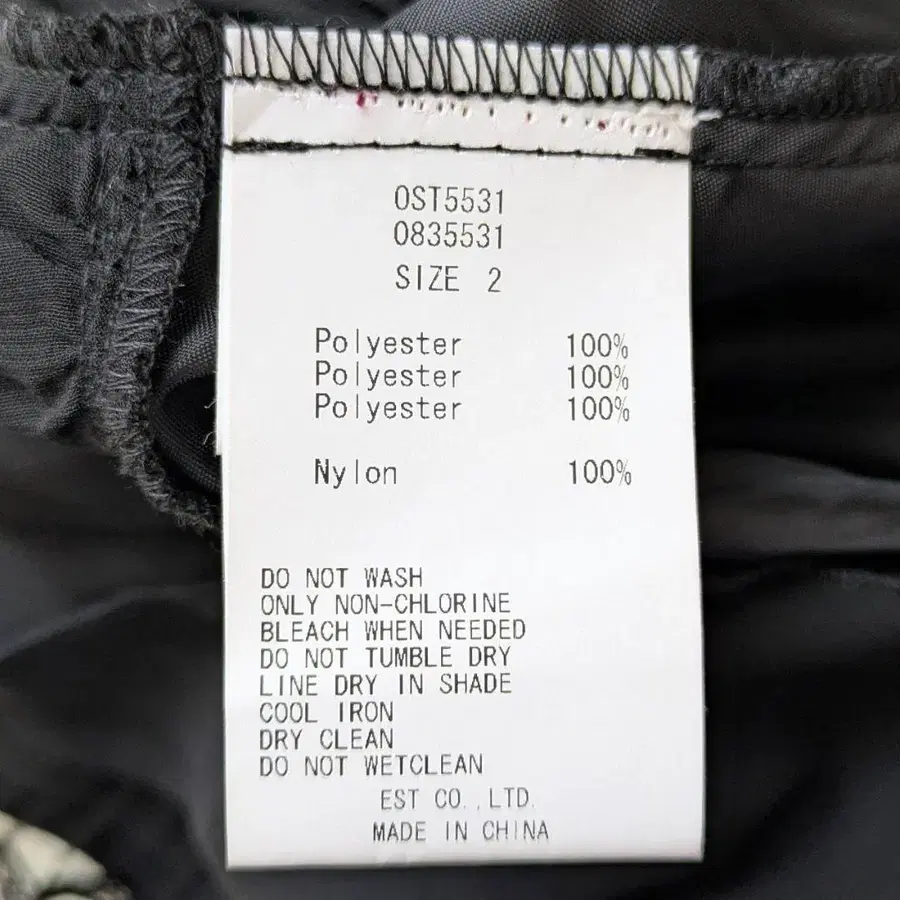 OST5531
0835531
SIZE 2
Polyester 100%
Polyester 100%
Polyester 100%
Nylon 100%
DO NOT WASH
ONLY NON-CHLORINE
BLEACH WHEN NEEDED
DO NOT TUMBLE DRY
LINE DRY IN SHADE
COOL IRON
DRY CLEAN
DO NOT WETCLEAN
EST CO.,LTD.
MADE IN CHINA